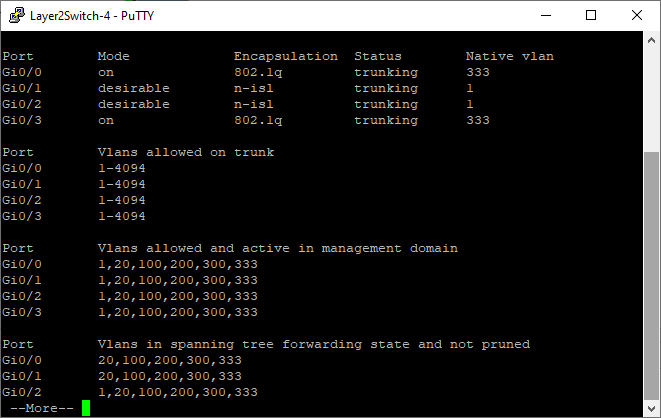 Layer2Switch-4 - PuTTY
Port        Mode             Encapsulation  Status        Native vlan
Gi0/0       on               802.1q         trunking      333
Gi0/1       desirable        n-isl          trunking      1
Gi0/2       desirable        n-isl          trunking      1
Gi0/3       on               802.1q         trunking      333
Port        Vlans allowed on trunk
Gi0/0       1-4094
Gi0/1       1-4094
Gi0/2       1-4094
Gi0/3       1-4094
Port        Vlans allowed and active in management domain
Gi0/0       1,20,100,200,300,333
Gi0/1       1,20,100,200,300,333
Gi0/2       1,20,100,200,300,333
Gi0/3       1,20,100,200,300,333
Port        Vlans in spanning tree forwarding state and not pruned
Gi0/0       20,100,200,300,333
Gi0/1       20,100,200,300,333
Gi0/2       1,20,100,200,300,333
 --More--